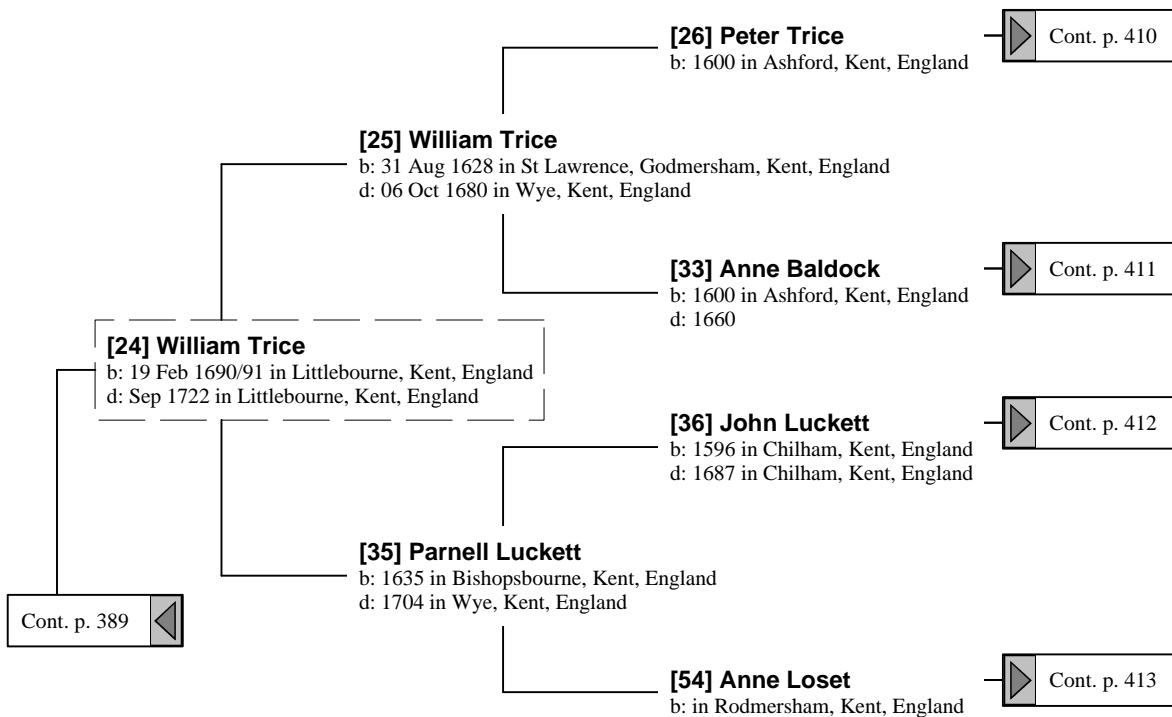 [26] Peter Trice
b: 1600 in Ashford, Kent, England
Cont. p. 410
[25] William Trice
b: 31 Aug 1628 in St Lawrence, Godmersham, Kent, England
d: 06 Oct 1680 in Wye, Kent, England
[33] Anne Baldock
b: 1600 in Ashford, Kent, England
d: 1660
Cont. p. 411
[24] William Trice
b: 19 Feb 1690/91 in Littlebourne, Kent, England
d: Sep 1722 in Littlebourne, Kent, England
[36] John Luckett
b: 1596 in Chilham, Kent, England
d: 1687 in Chilham, Kent, England
Cont. p. 412
[35] Parnell Luckett
b: 1635 in Bishopsbourne, Kent, England
d: 1704 in Wye, Kent, England
Cont. p. 389
[54] Anne Loset
b: in Rodmersham, Kent, England
Cont. p. 413